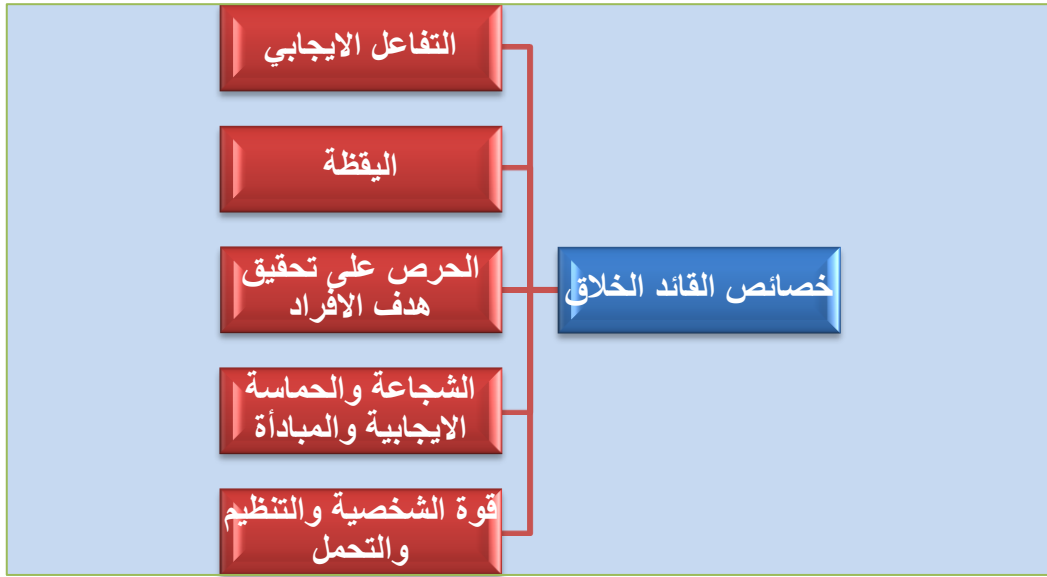 خصائص القائد الخلاق
التفاعل الايجابي
اليقظة
الحرص على تحقيق
هدف الافراد
الشجاعة والحماسة
الايجابية والمبادأة
قوة الشخصية والتنظيم
والتحمل